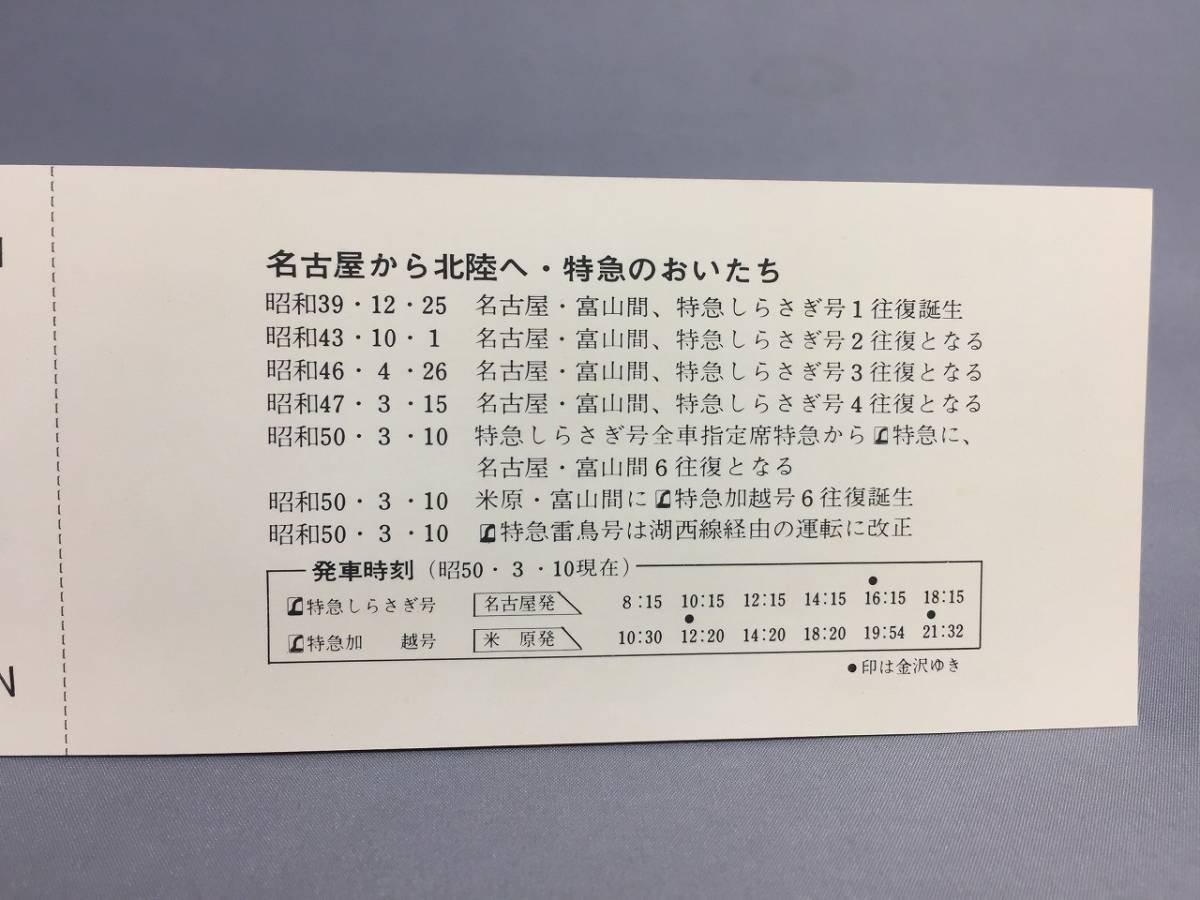 名古屋から北陸へ・特急のおいたち
昭和39・12・25 名古屋・富山間、特急しらさぎ号1往復誕生
昭和43・10・1 名古屋・富山間、特急しらさぎ号2往復となる
昭和46・4・26 名古屋・富山間、特急しらさぎ号3往復となる
昭和47・3・15 名古屋・富山間、特急しらさぎ号4往復となる
昭和50・3・10 特急しらさぎ号全車指定席特急からL特急に、
名古屋・富山間6往復となる
昭和50・3・10 米原・富山間にL特急加越号6往復誕生
昭和50・3・10 L特急雷鳥号は湖西線経由の運転に改正
発車時刻(昭50・3・10現在)
L特急しらさぎ号 名古屋発 8:15 10:15 12:15 14:15 ●16:15 18:15
L特急加 越号 米 原発 10:30 ●12:20 14:20 18:20 19:54 ●21:32
●印は金沢ゆき
N